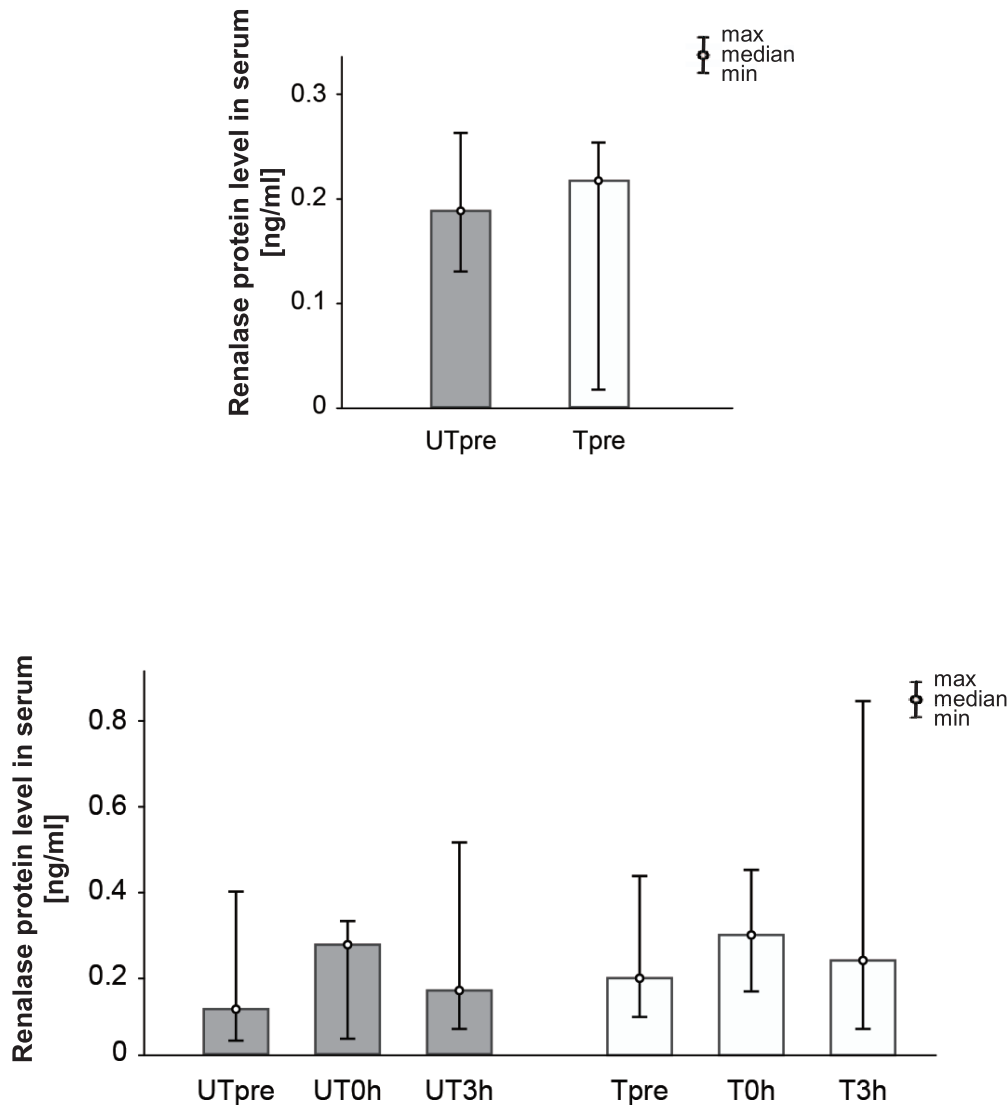 max
median
min
Renalase protein level in serum
[ng/ml]
0.3
0.2
0.1
0
UTpre Tpre
max
median
min
Renalase protein level in serum
[ng/ml]
0.8
0.6
0.4
0.2
0
UTpre UT0h UT3h Tpre T0h T3h